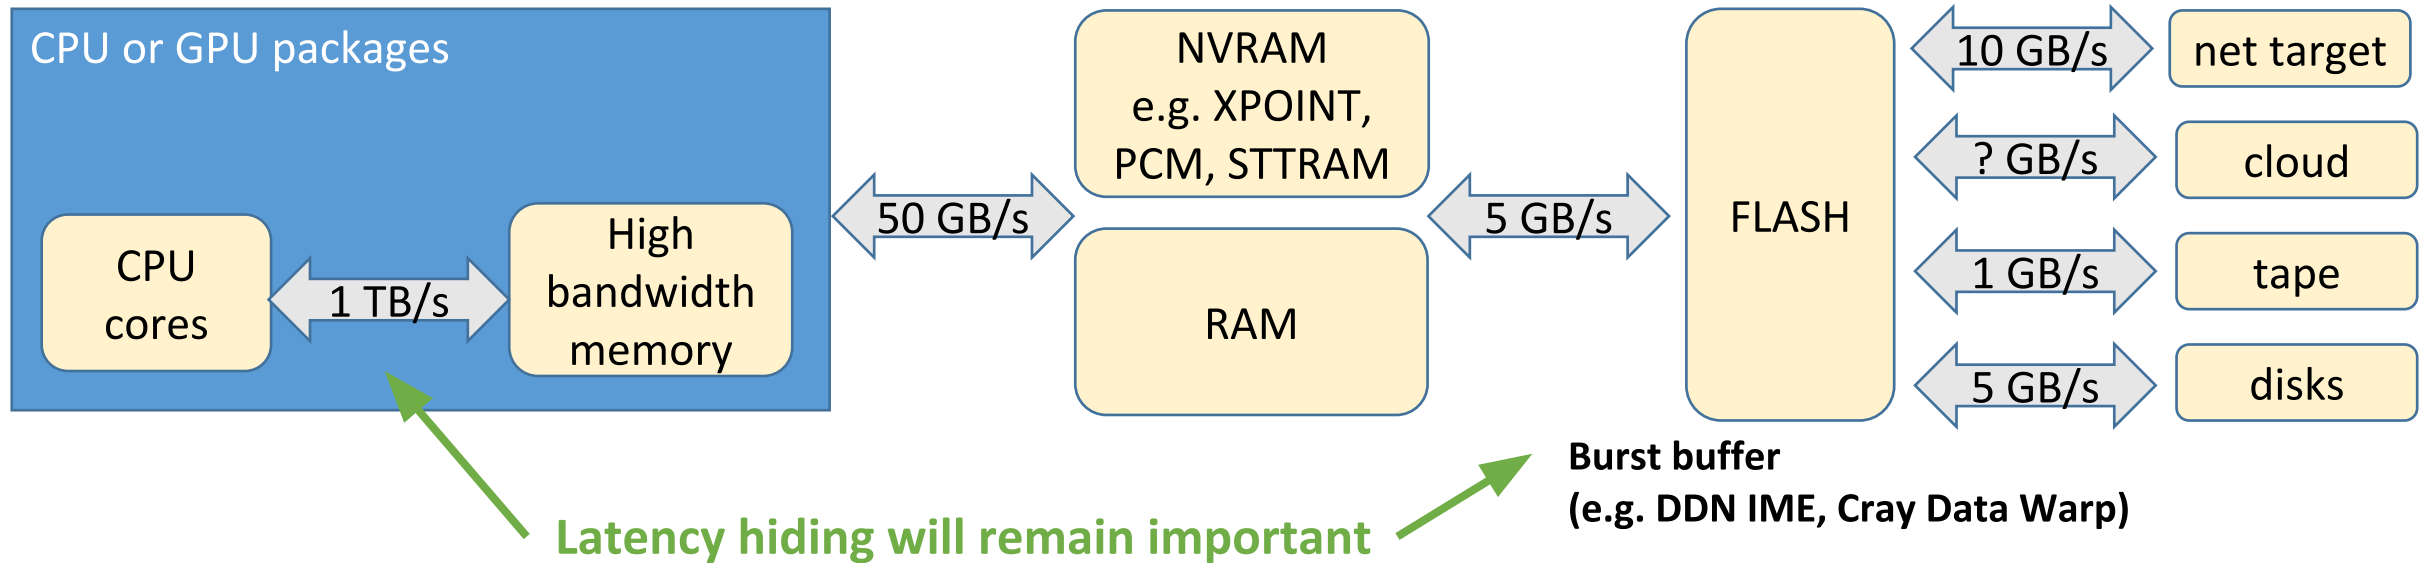 CPU or GPU packages
CPU
cores
1 TB/s
High
bandwidth
memory
50 GB/s
NVRAM
e.g. XPOINT,
PCM, STTRAM
RAM
5 GB/s
FLASH
10 GB/s
net target
? GB/s
cloud
1 GB/s
tape
5 GB/s
disks
Burst buffer
(e.g. DDN IME, Cray Data Warp)
Latency hiding will remain important